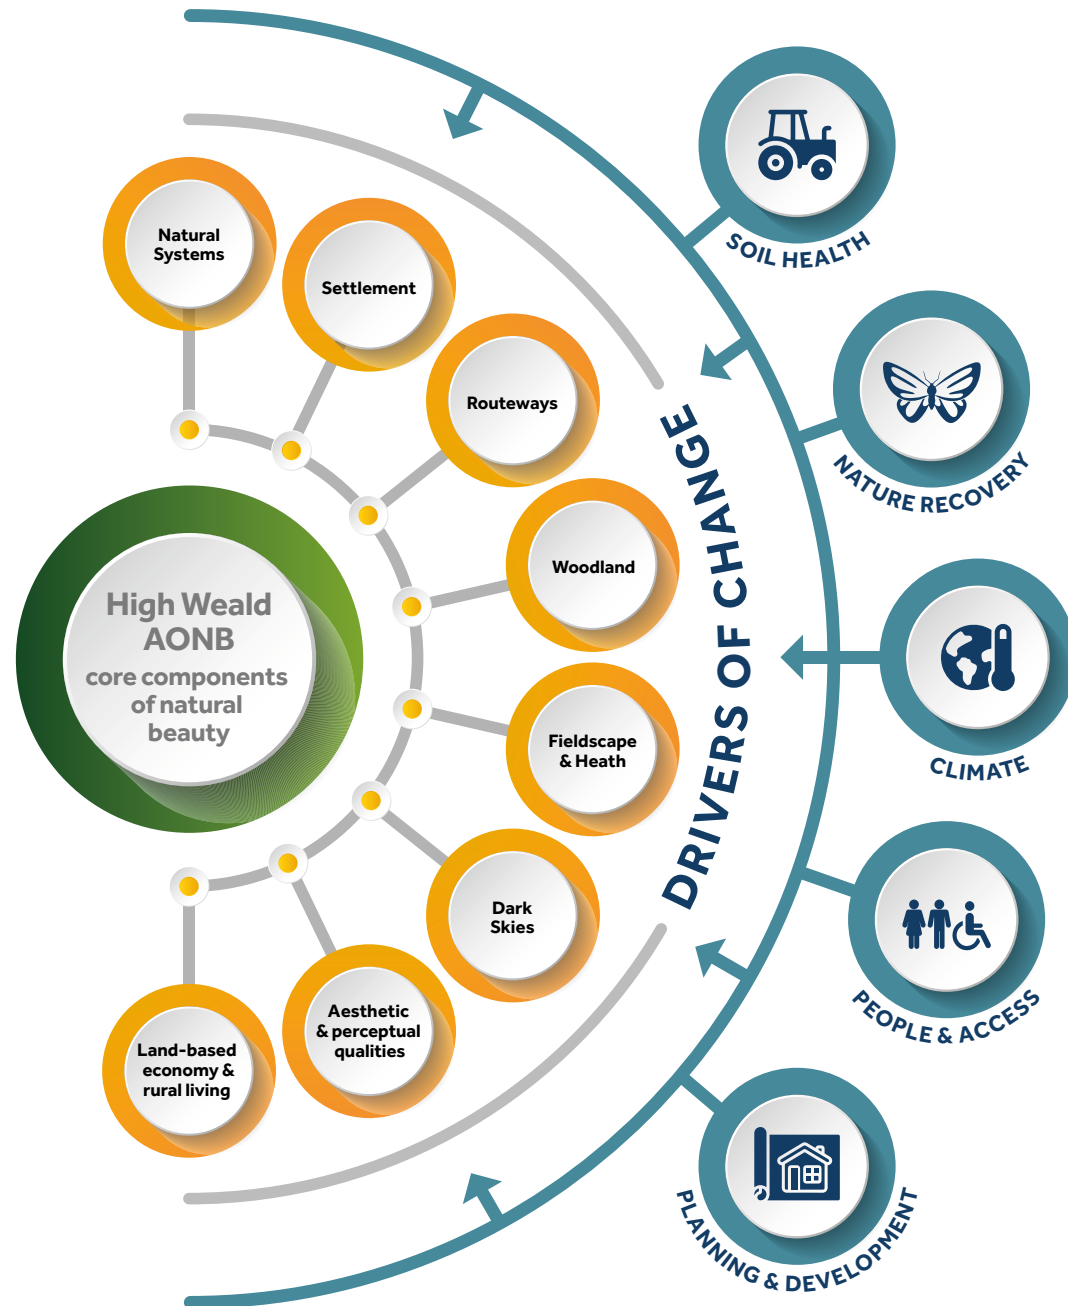 High Weald
AONB
core components
of natural
beauty
Natural
Systems
Settlement
Routeways
Woodland
Fieldscape
& Heath
Dark
Skies
Aesthetic
& perceptual
qualities
Land-based
economy &
rural living
DRIVERS OF CHANGE
SOIL HEALTH
NATURE RECOVERY
CLIMATE
PEOPLE & ACCESS
PLANNING & DEVELOPMENT